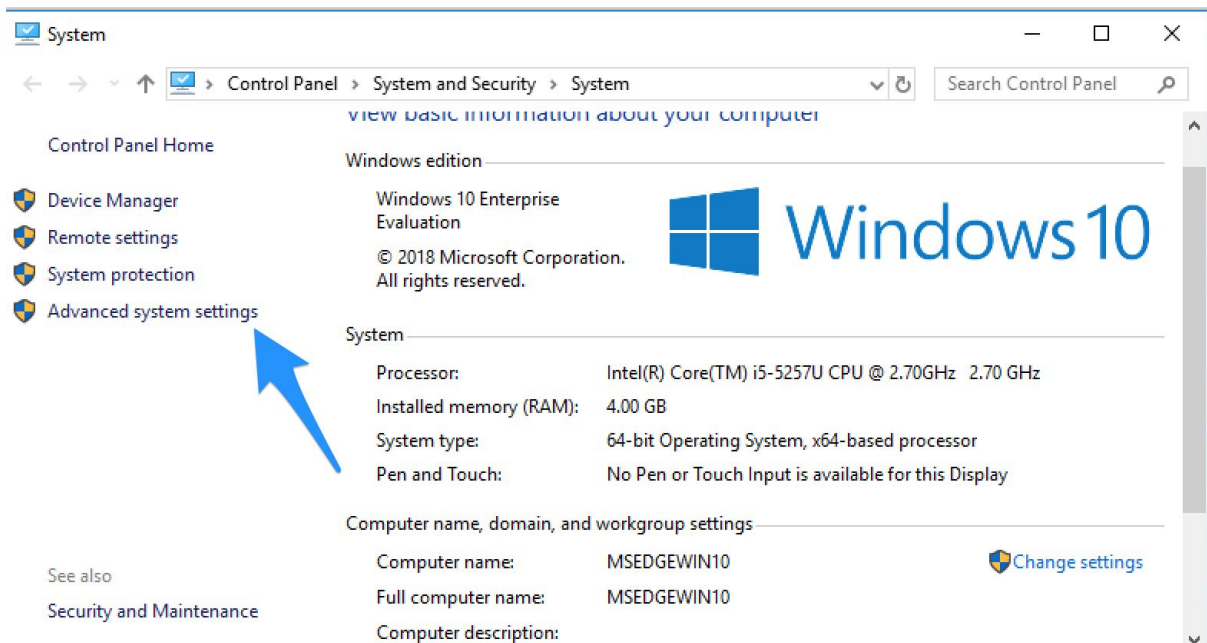 System
Control Panel > System and Security > System
Search Control Panel
View basic information about your computer
Control Panel Home
Device Manager
Remote settings
System protection
Advanced system settings
See also
Security and Maintenance
Windows edition
Windows 10 Enterprise
Evaluation
© 2018 Microsoft Corporation.
All rights reserved.
Windows 10
System
Processor: Intel(R) Core(TM) i5-5257U CPU @ 2.70GHz 2.70 GHz
Installed memory (RAM): 4.00 GB
System type: 64-bit Operating System, x64-based processor
Pen and Touch: No Pen or Touch Input is available for this Display
Computer name, domain, and workgroup settings
Computer name: MSEDGEWIN10
Change settings
Full computer name: MSEDGEWIN10
Computer description: